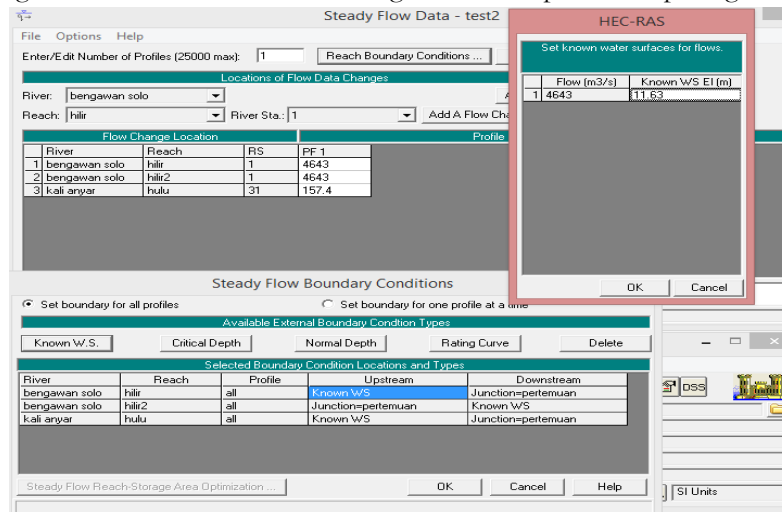 Steady Flow Data - test2
File Options Help
Enter/Edit Number of Profiles (25000 max): 1 Reach Boundary Conditions ...
Locations of Flow Data Changes
River: bengawan solo
Reach: hilir River Sta.: 1 Add A Flow Cha
Flow Change Location Profile
River Reach RS PF 1
1 bengawan solo hilir 1 4643
2 bengawan solo hilir2 1 4643
3 kali anyar hulu 31 157.4
HEC-RAS
Set known water surfaces for flows.
Flow (m3/s) Known WS El (m)
1 4643 11.63
OK Cancel
Steady Flow Boundary Conditions
Set boundary for all profiles Set boundary for one profile at a time
Available External Boundary Condtion Types
Known W.S. Critical Depth Normal Depth Rating Curve Delete
Selected Boundary Condition Locations and Types
River Reach Profile Upstream Downstream
bengawan solo hilir all Known WS Junction=pertemuan
bengawan solo hilir2 all Junction=pertemuan Known WS
kali anyar hulu all Known WS Junction=pertemuan
Steady Flow Reach-Storage Area Optimization ... OK Cancel Help
DSS
SI Units